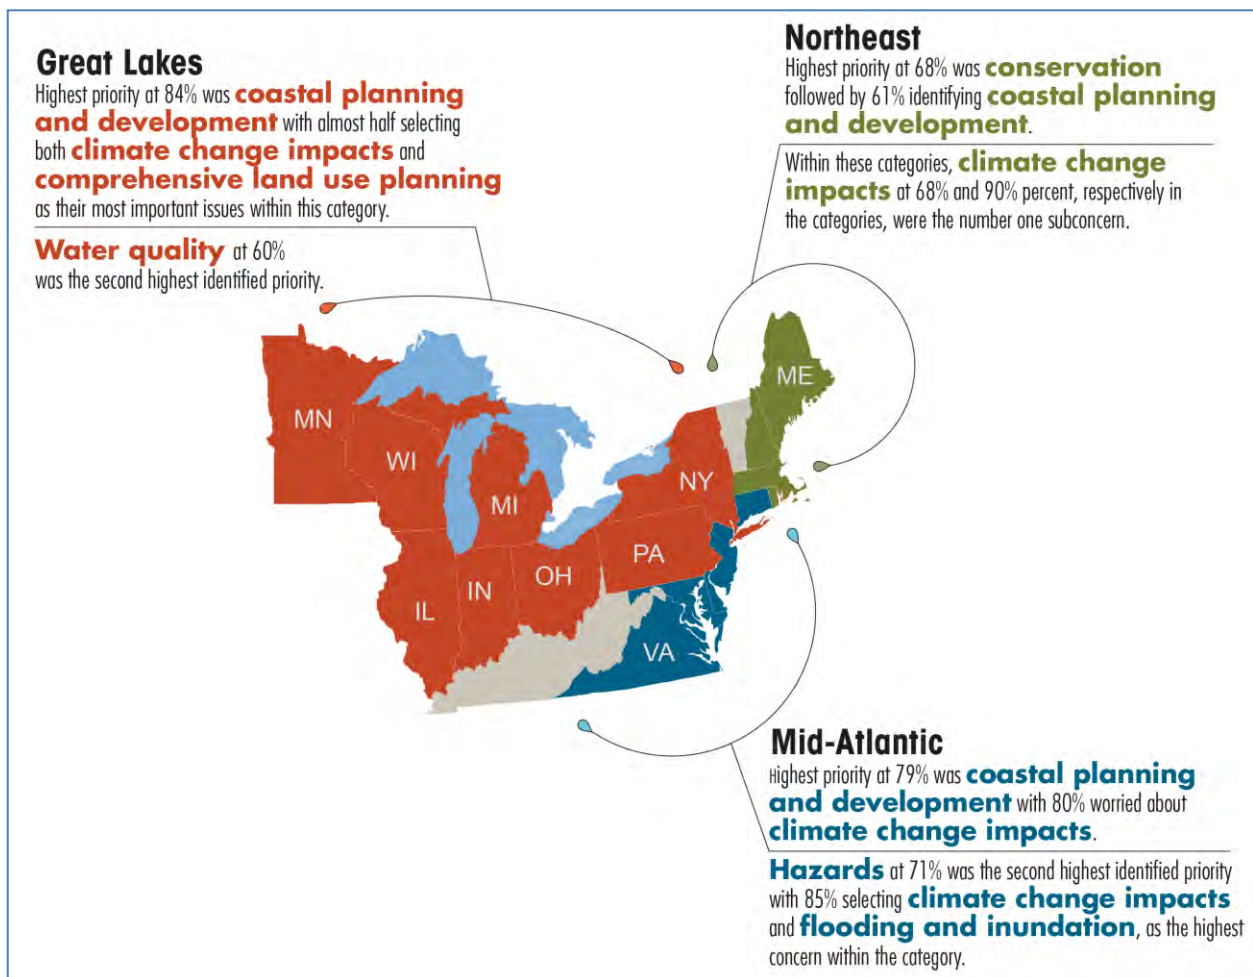 Great Lakes
Highest priority at 84% was coastal planning
and development with almost half selecting
both climate change impacts and
comprehensive land use planning
as their most important issues within this category.
Water quality at 60%
was the second highest identified priority.
Northeast
Highest priority at 68% was conservation
followed by 61% identifying coastal planning
and development.
Within these categories, climate change
impacts at 68% and 90% percent, respectively in
the categories, were the number one subconcern.
ME
MN
WI
MI
NY
PA
OH
IN
IL
VA
Mid-Atlantic
Highest priority at 79% was coastal planning
and development with 80% worried about
climate change impacts.
Hazards at 71% was the second highest identified priority
with 85% selecting climate change impacts
and flooding and inundation, as the highest
concern within the category.